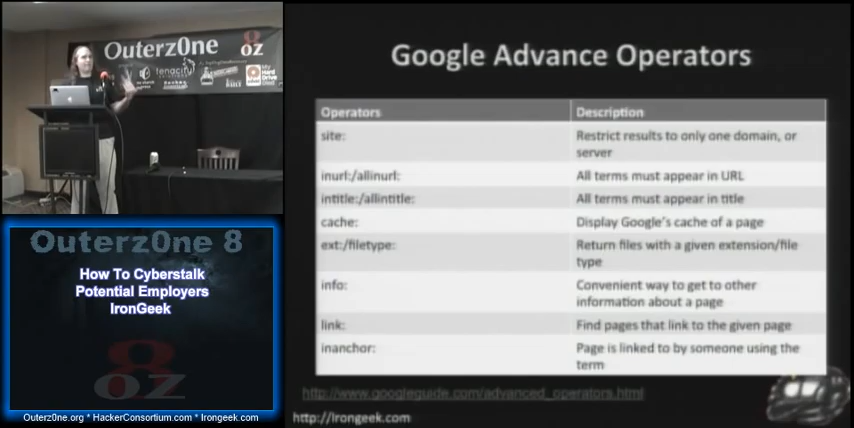 Outerz0ne
8
oz
tenacity
Google Advance Operators
Operators Description
site: Restrict results to only one domain, or
server
inurl:/allinurl: All terms must appear in URL
intitle:/allintitle: All terms must appear in title
cache: Display Google's cache of a page
ext:/filetype: Return files with a given extension/file
type
info: Convenient way to get to other
information about a page
link: Find pages that link to the given page
inanchor: Page is linked to by someone using the
term
http://www.googleguide.com/advanced_operators.html
http://Irongeek.com
Outerz0ne 8
How To Cyberstalk
Potential Employers
IronGeek
8
OZ
Outerz0ne.org * HackerConsortium.com * Irongeek.com